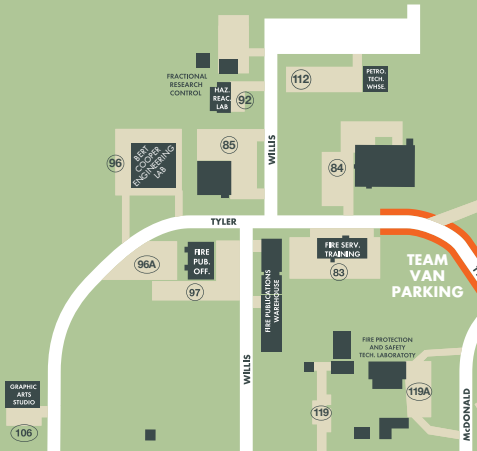 FRACTIONAL
RESEARCH
CONTROL
HAZ.
REAC.
LAB
92
112
PETRO.
TECH.
WHSE.
WILLIS
96
BERT
COOPER
ENGINEERING
LAB
85
84
TYLER
96A
FIRE
PUB.
OFF.
97
FIRE PUBLICATIONS
WAREHOUSE
FIRE SERV.
TRAINING
83
TEAM
VAN
PARKING
WILLIS
FIRE PROTECTION
AND SAFETY
TECH. LABORATOTY
GRAPHIC
ARTS
STUDIO
106
119
119A
McDONALD